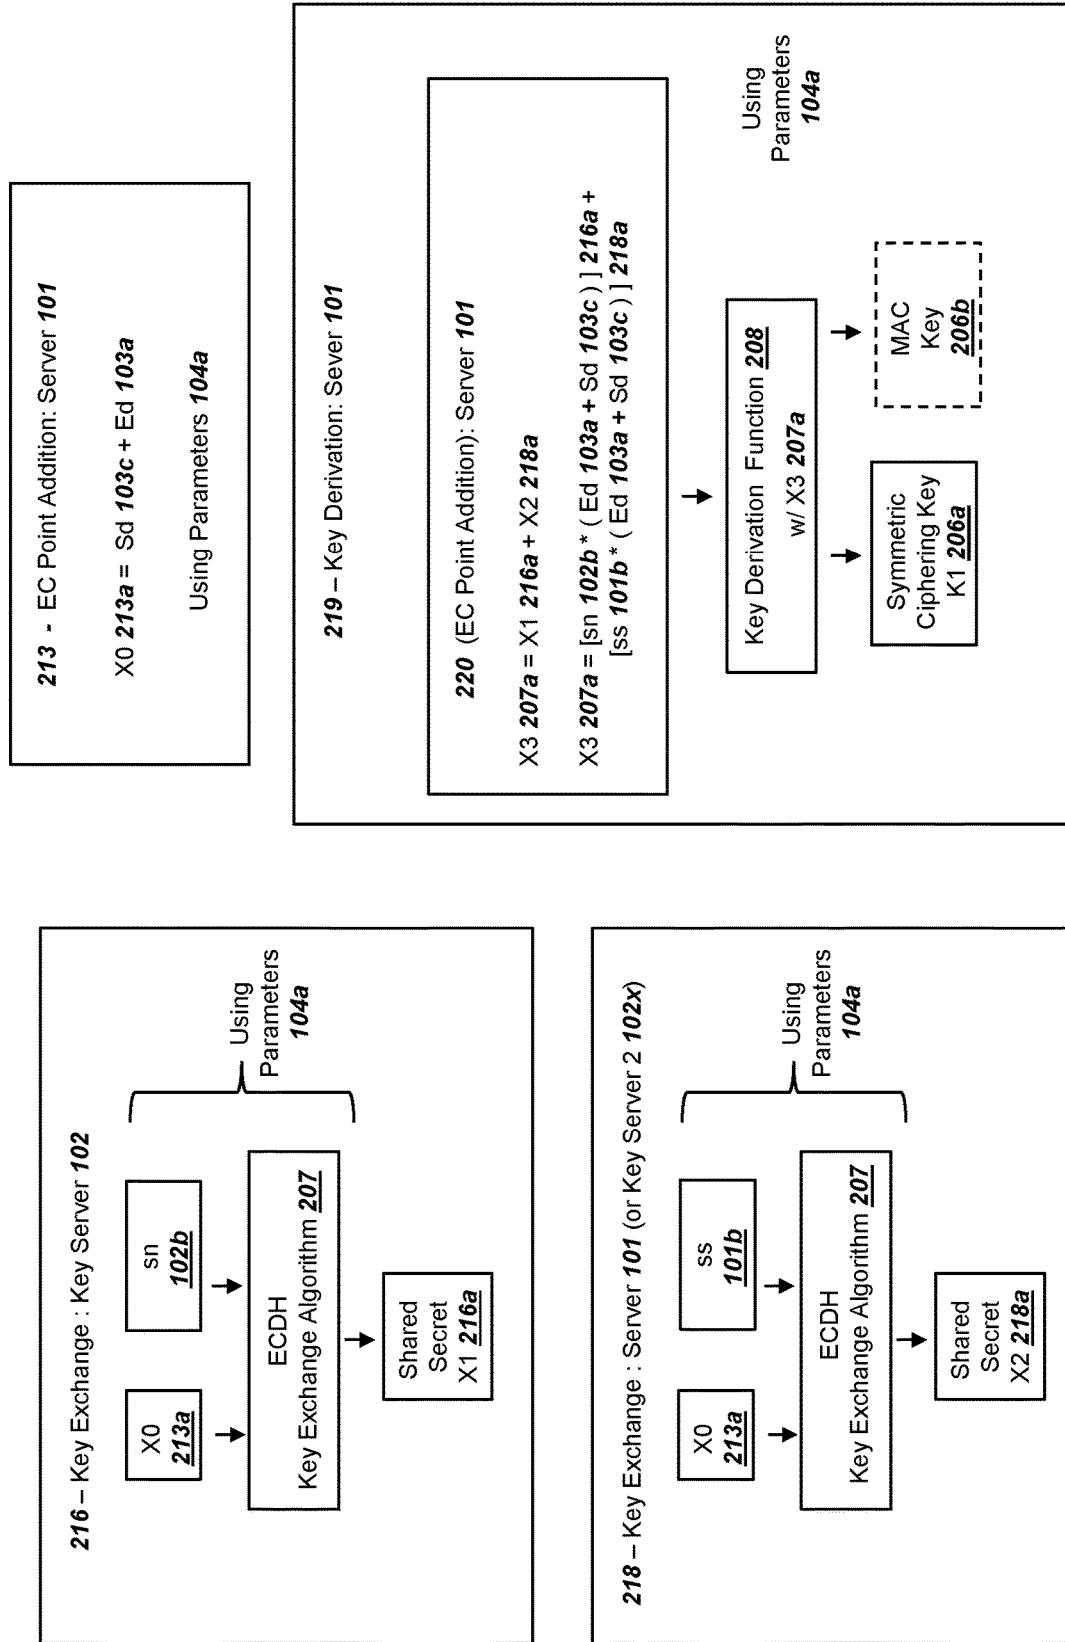 213 - EC Point Addition: Server 101
X0 213a = Sd 103c + Ed 103a
Using Parameters 104a
216 – Key Exchange : Key Server 102
X0
213a
sn
102b
ECDH
Key Exchange Algorithm 207
Using
Parameters
104a
Shared
Secret
X1 216a
218 – Key Exchange : Server 101 (or Key Server 2 102x)
X0
213a
ss
101b
ECDH
Key Exchange Algorithm 207
Using
Parameters
104a
Shared
Secret
X2 218a
219 – Key Derivation: Sever 101
220 (EC Point Addition): Server 101
X3 207a = X1 216a + X2 218a
X3 207a = [sn 102b * ( Ed 103a + Sd 103c ) ] 216a +
[ss 101b * ( Ed 103a + Sd 103c ) ] 218a
Using
Parameters
104a
Key Derivation Function 208
w/ X3 207a
Symmetric
Ciphering Key
K1 206a
MAC
Key
206b